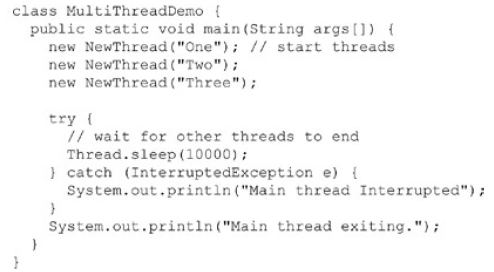 class MultiThreadDemo {
  public static void main(String args[]) {
    new NewThread("One"); // start threads
    new NewThread("Two");
    new NewThread("Three");

    try {
      // wait for other threads to end
      Thread.sleep(10000);
    } catch (InterruptedException e) {
      System.out.println("Main thread Interrupted");
    }
    System.out.println("Main thread exiting.");
  }
}